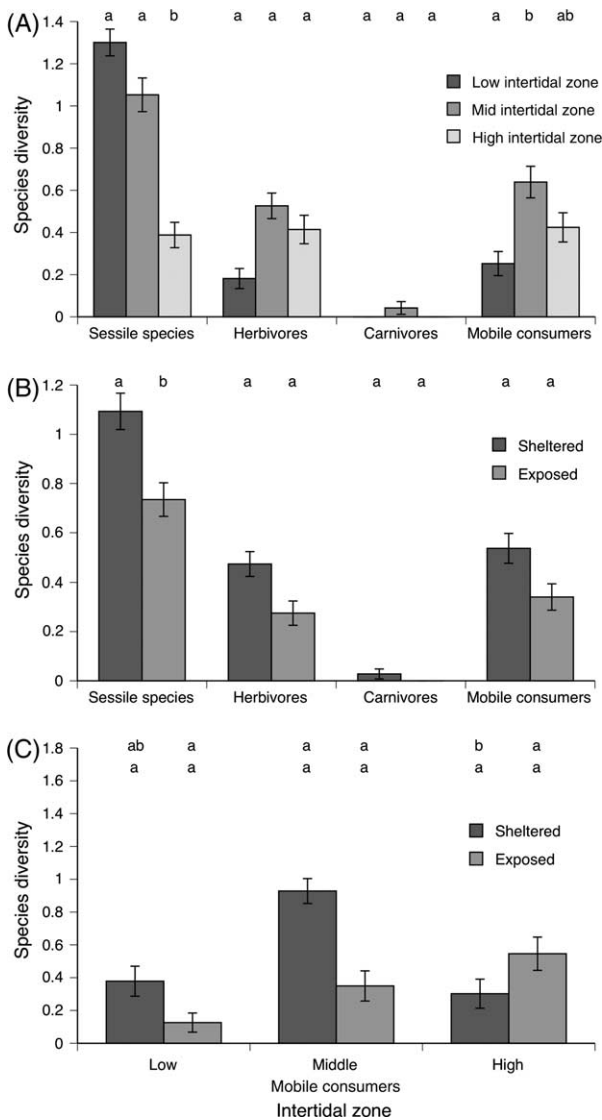 (A)
a a b a a a a a a a b ab
1.4
1.2
1
0.8
0.6
0.4
0.2
0
Species diversity
Low intertidal zone
Mid intertidal zone
High intertidal zone
Sessile species Herbivores Carnivores Mobile consumers
(B)
a b a a a a a a
1.2
1
0.8
0.6
0.4
0.2
0
Species diversity
Sheltered
Exposed
Sessile species Herbivores Carnivores Mobile consumers
(C)
ab a a a b a
a a a a a a
1.8
1.6
1.4
1.2
1
0.8
0.6
0.4
0.2
0
Species diversity
Sheltered
Exposed
Low Middle High
Mobile consumers
Intertidal zone